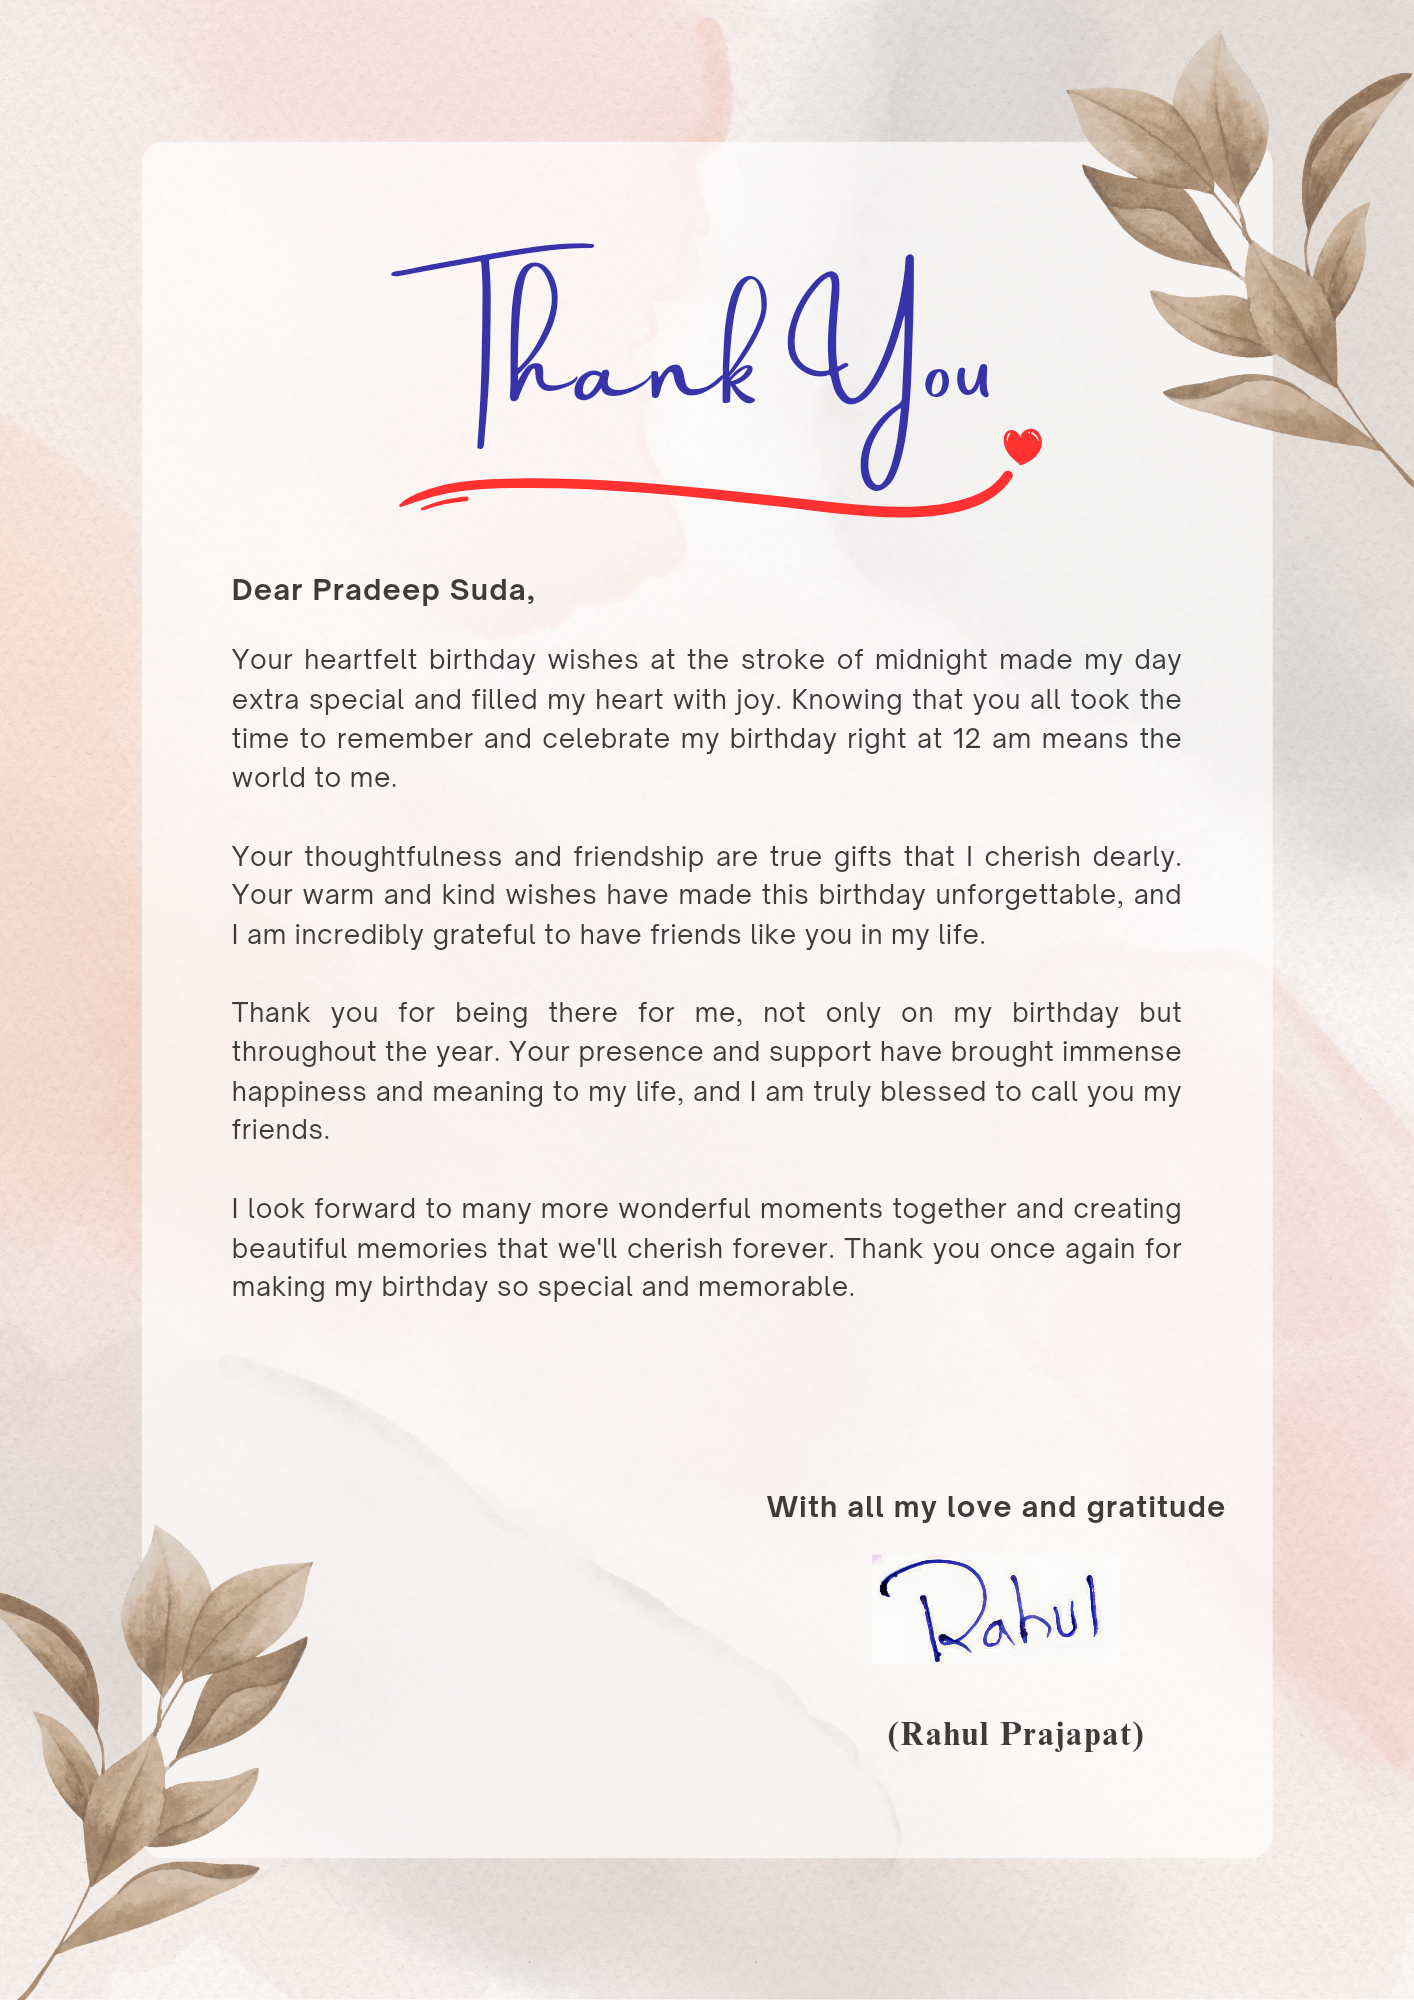 Thank You
Dear Pradeep Suda,
Your heartfelt birthday wishes at the stroke of midnight made my day
extra special and filled my heart with joy. Knowing that you all took the
time to remember and celebrate my birthday right at 12 am means the
world to me.
Your thoughtfulness and friendship are true gifts that I cherish dearly.
Your warm and kind wishes have made this birthday unforgettable, and
I am incredibly grateful to have friends like you in my life.
Thank you for being there for me, not only on my birthday but
throughout the year. Your presence and support have brought immense
happiness and meaning to my life, and I am truly blessed to call you my
friends.
I look forward to many more wonderful moments together and creating
beautiful memories that we'll cherish forever. Thank you once again for
making my birthday so special and memorable.
With all my love and gratitude
Rahul
(Rahul Prajapat)